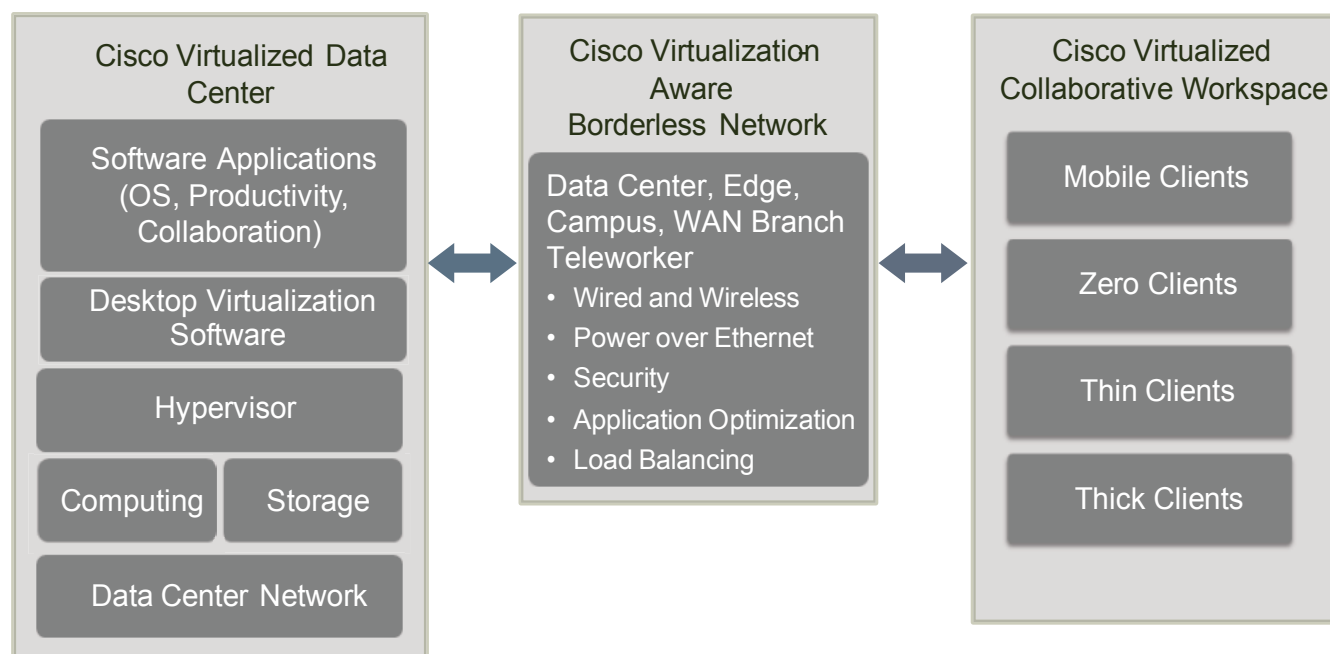 Cisco Virtualized Data
Center
Software Applications
(OS, Productivity,
Collaboration)
Desktop Virtualization
Software
Hypervisor
Computing
Storage
Data Center Network
Cisco Virtualization-
Aware
Borderless Network
Data Center, Edge,
Campus, WAN Branch
Teleworker
• Wired and Wireless
• Power over Ethernet
• Security
• Application Optimization
• Load Balancing
Cisco Virtualized
Collaborative Workspace
Mobile Clients
Zero Clients
Thin Clients
Thick Clients